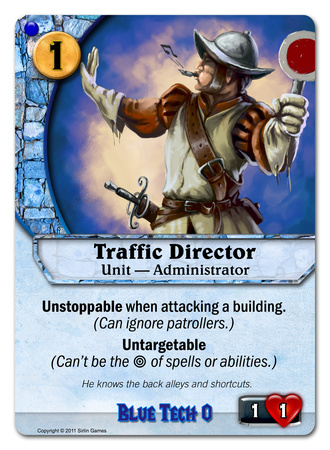 1
Traffic Director
Unit — Administrator
Unstoppable when attacking a building.
(Can ignore patrollers.)
Untargetable
(Can't be the ◎ of spells or abilities.)
He knows the back alleys and shortcuts.
Blue Tech 0
1 1
Copyright © 2011 Sirlin Games